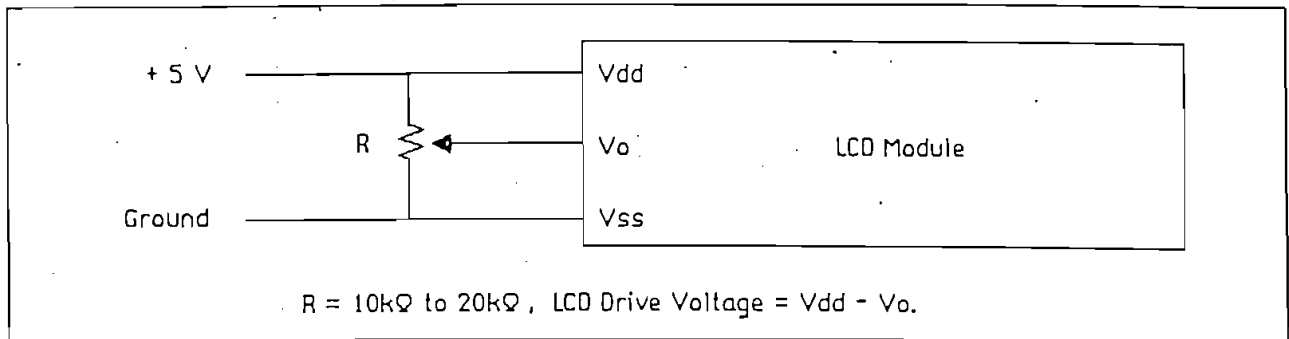 + 5 V
Vdd
R
Vo
LCD Module
Ground
Vss
R = 10kΩ to 20kΩ, LCD Drive Voltage = Vdd - Vo.